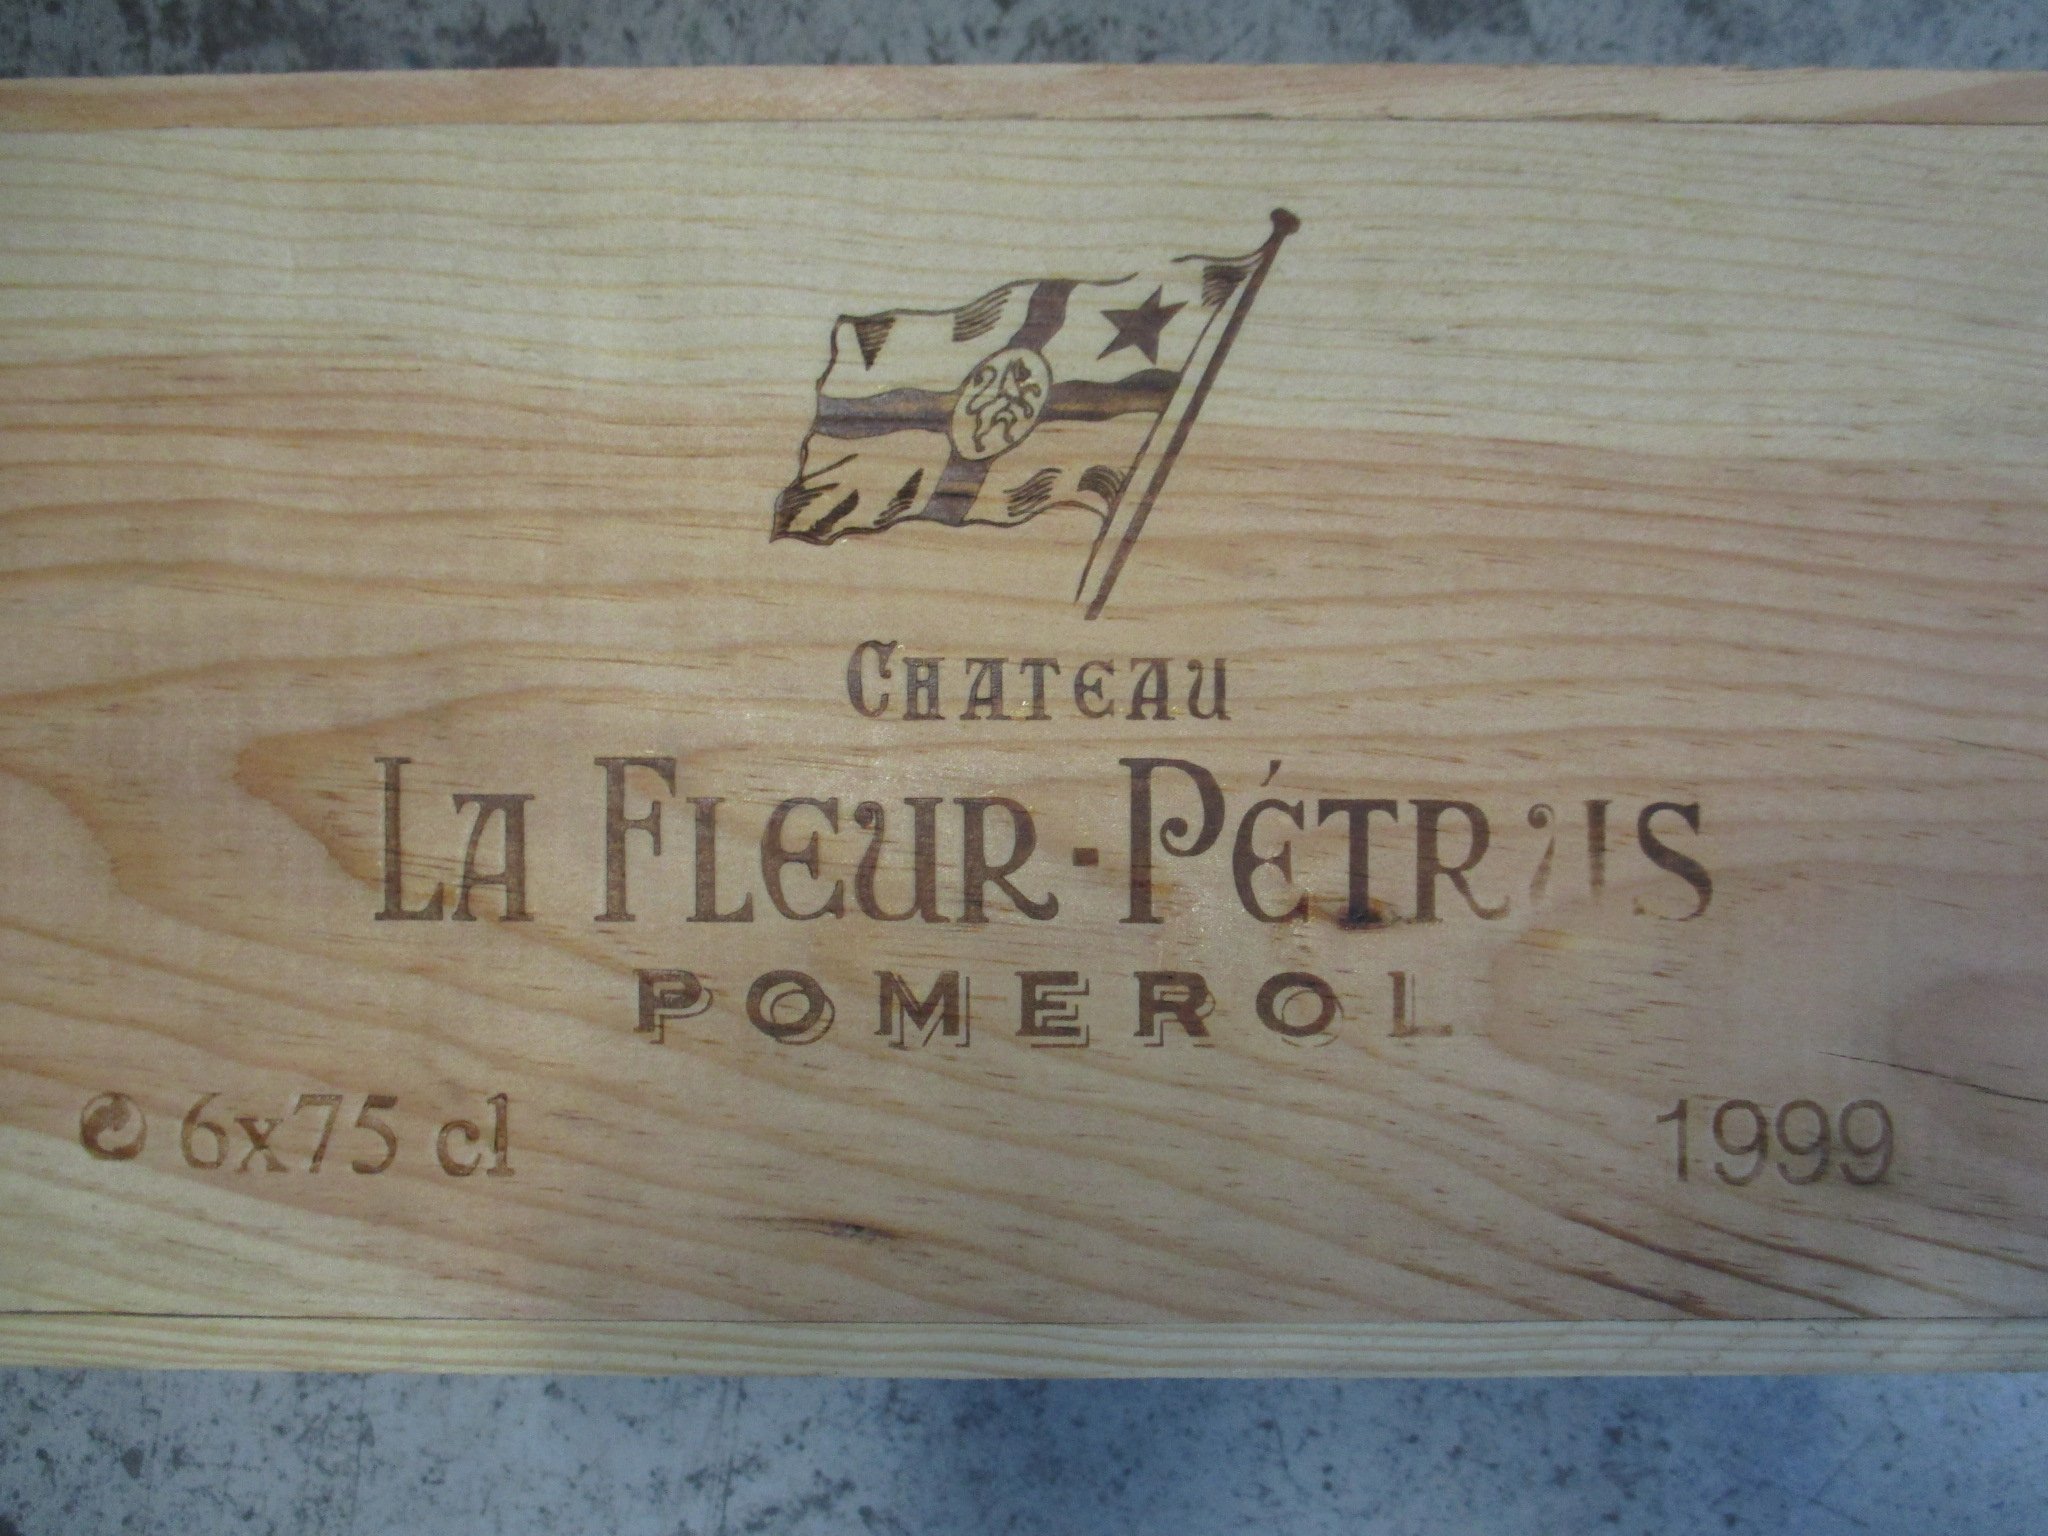 CHATEAU
LA FLEUR-PÉTRUS
POMEROL
6x75 cl
1999